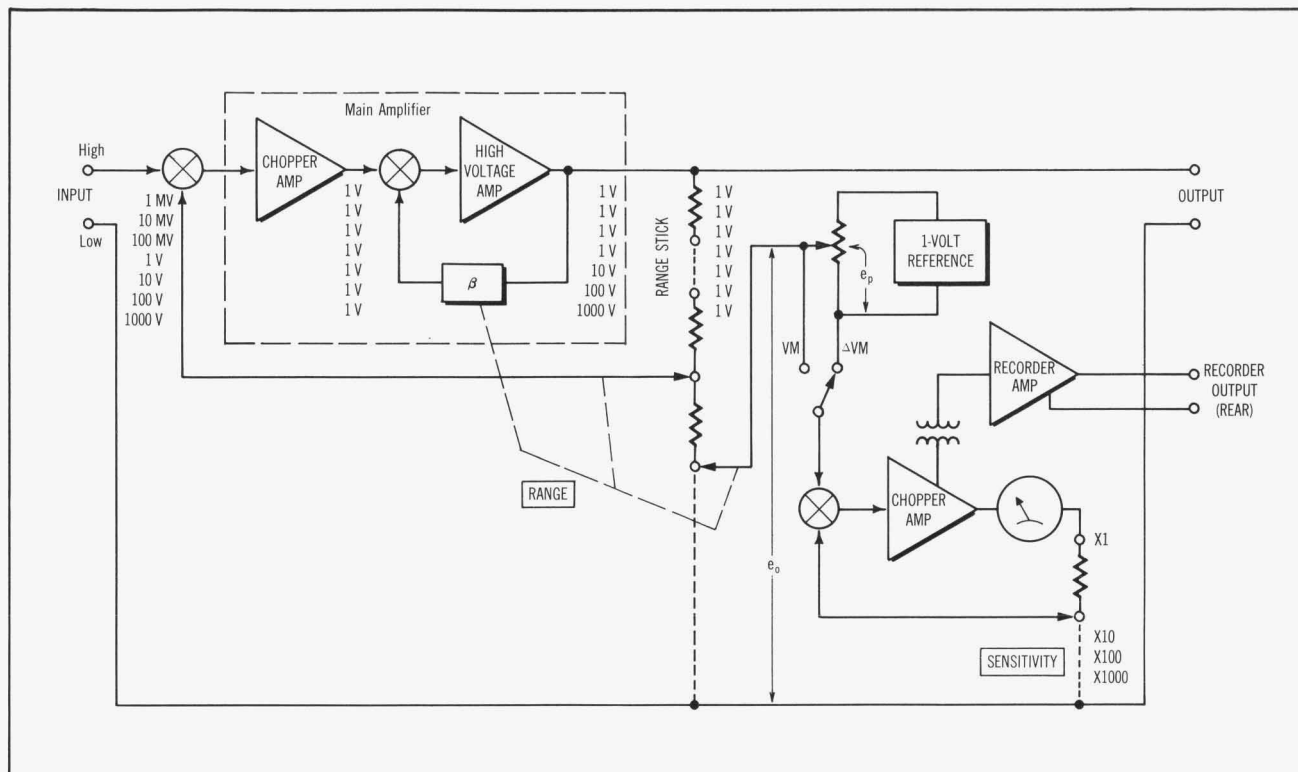 Main Amplifier
High
INPUT
Low
1 MV
10 MV
100 MV
1 V
10 V
100 V
1000 V
CHOPPER
AMP
1 V
1 V
1 V
1 V
1 V
1 V
1 V
HIGH
VOLTAGE
AMP
β
1 V
1 V
1 V
1 V
10 V
100 V
1000 V
RANGE STICK
1 V
1 V
1 V
1 V
1 V
1 V
1 V
RANGE
e₀
eₚ
1-VOLT
REFERENCE
OUTPUT
VM
ΔVM
RECORDER
AMP
RECORDER
OUTPUT
(REAR)
CHOPPER
AMP
X1
X10
X100
X1000
SENSITIVITY